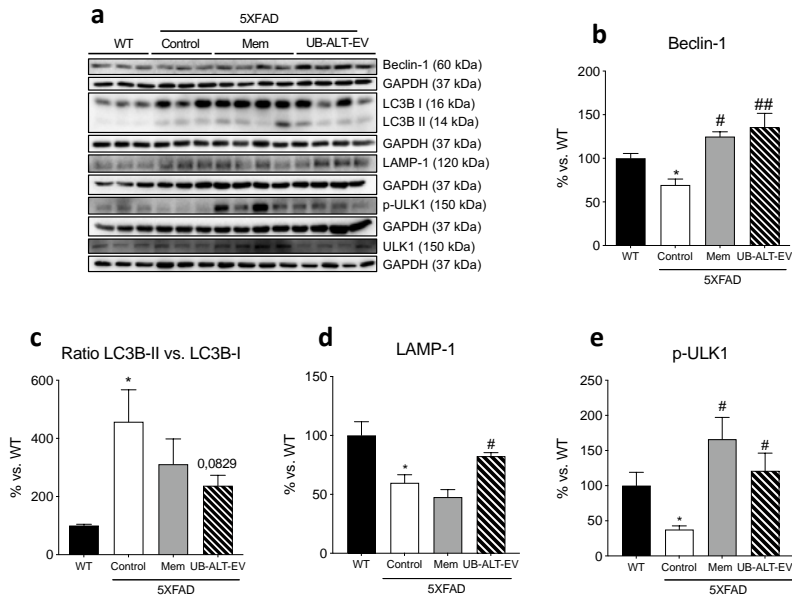 a
5XFAD
WT Control Mem UB-ALT-EV
Beclin-1 (60 kDa)
GAPDH (37 kDa)
LC3B I (16 kDa)
LC3B II (14 kDa)
GAPDH (37 kDa)
LAMP-1 (120 kDa)
GAPDH (37 kDa)
p-ULK1 (150 kDa)
GAPDH (37 kDa)
ULK1 (150 kDa)
GAPDH (37 kDa)
b
Beclin-1
% vs. WT
200
150
100
50
0
*
#
##
WT Control Mem UB-ALT-EV
5XFAD
c
Ratio LC3B-II vs. LC3B-I
% vs. WT
600
400
200
0
*
0,0829
WT Control Mem UB-ALT-EV
5XFAD
d
LAMP-1
% vs. WT
150
100
50
0
*
#
WT Control Mem UB-ALT-EV
5XFAD
e
p-ULK1
% vs. WT
250
200
150
100
50
0
*
#
#
WT Control Mem UB-ALT-EV
5XFAD